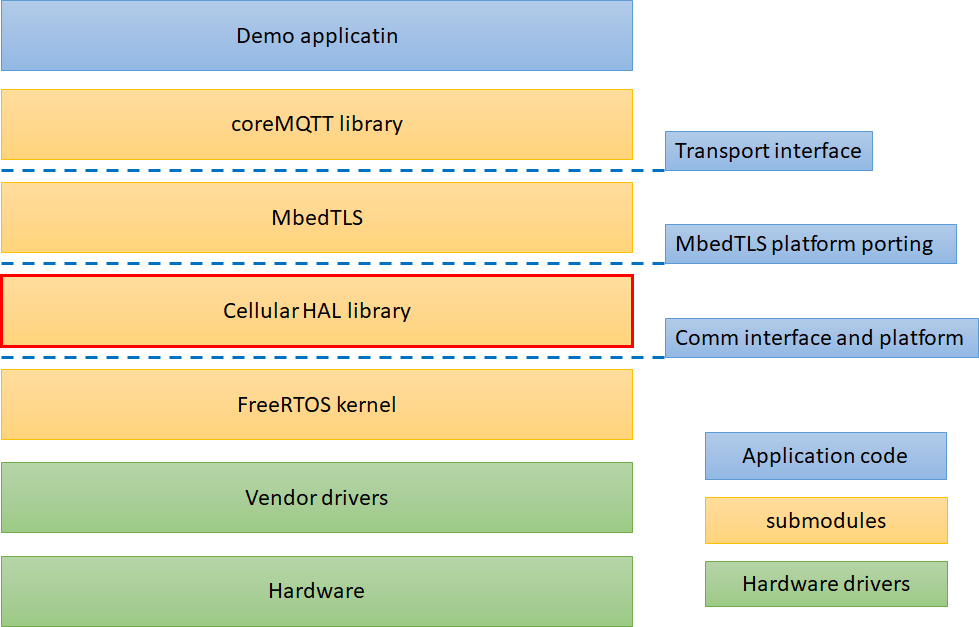 Demo applicatin
coreMQTT library
Transport interface
MbedTLS
MbedTLS platform porting
Cellular HAL library
Comm interface and platform
FreeRTOS kernel
Application code
Vendor drivers
submodules
Hardware
Hardware drivers